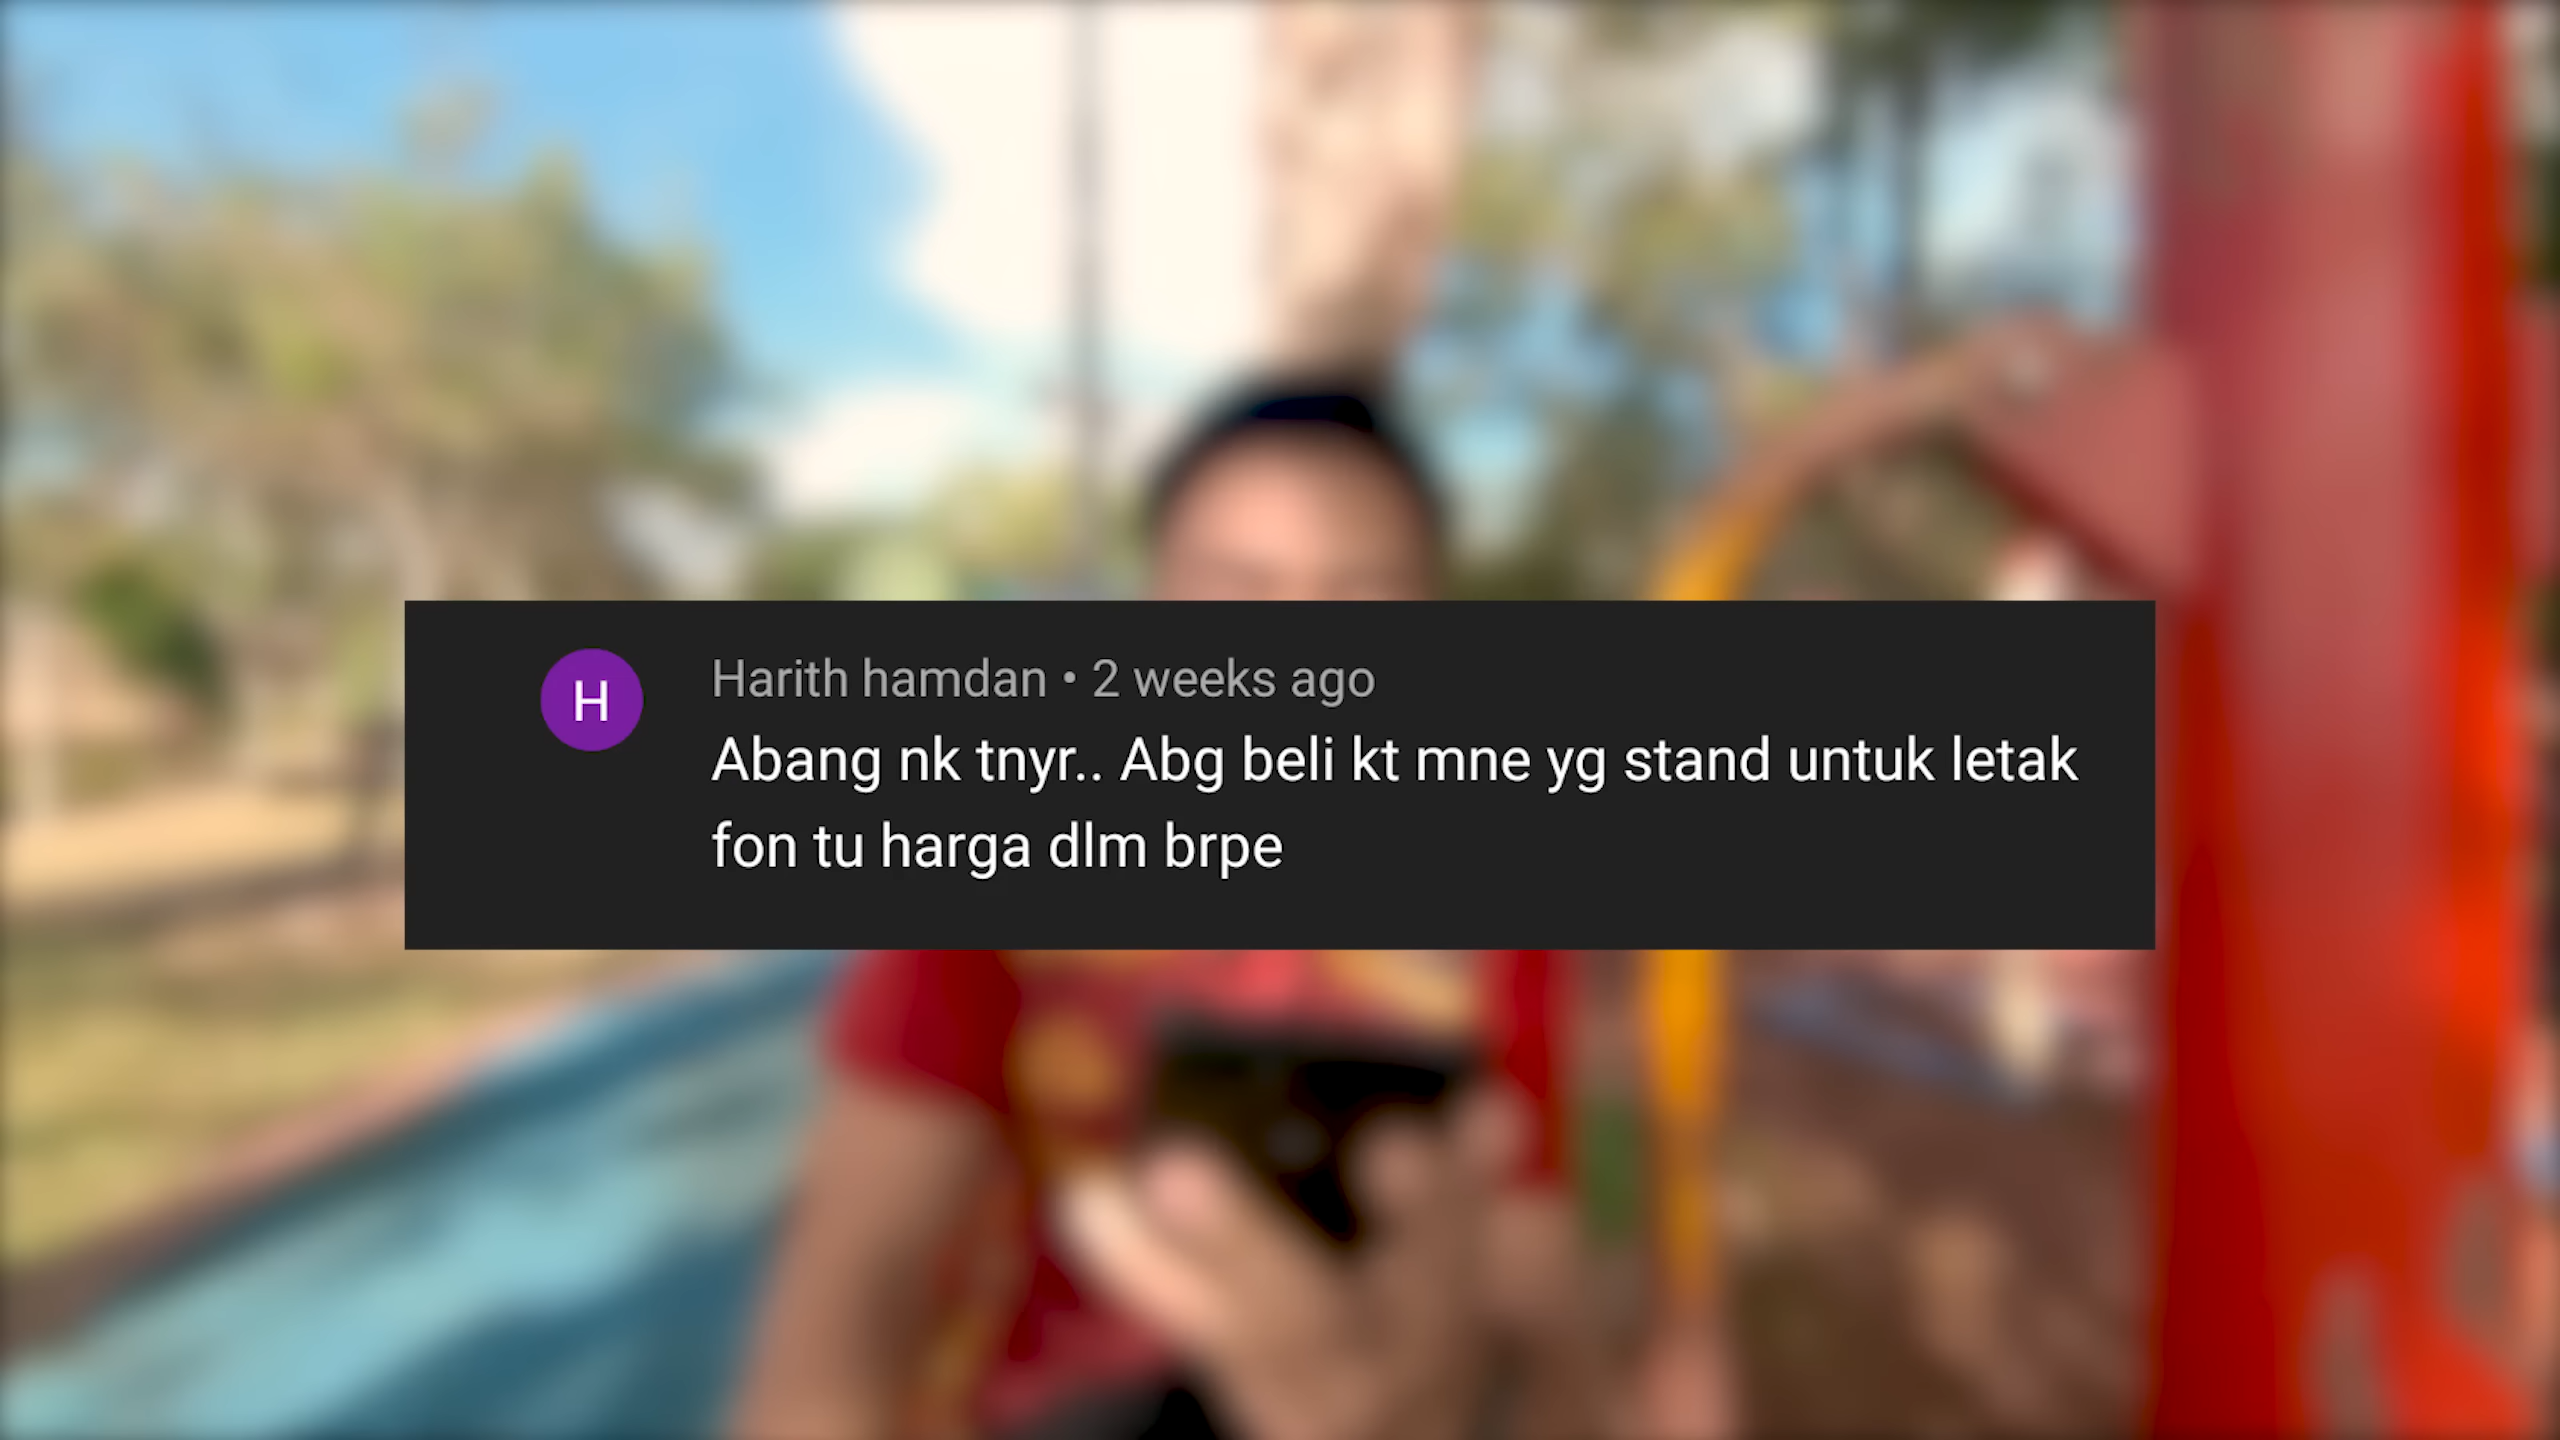 H
Harith hamdan • 2 weeks ago
Abang nk tnyr.. Abg beli kt mne yg stand untuk letak
fon tu harga dlm brpe